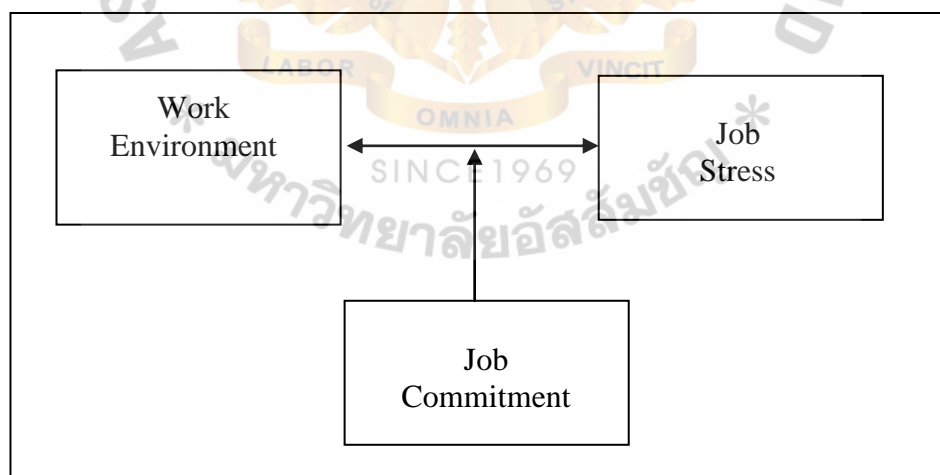 LABOR
VINCIT
OMNIA
Work
Environment
Job
Stress
SINCE1969
มหาวิทยาลัยอัสสัมชัญ
Job
Commitment